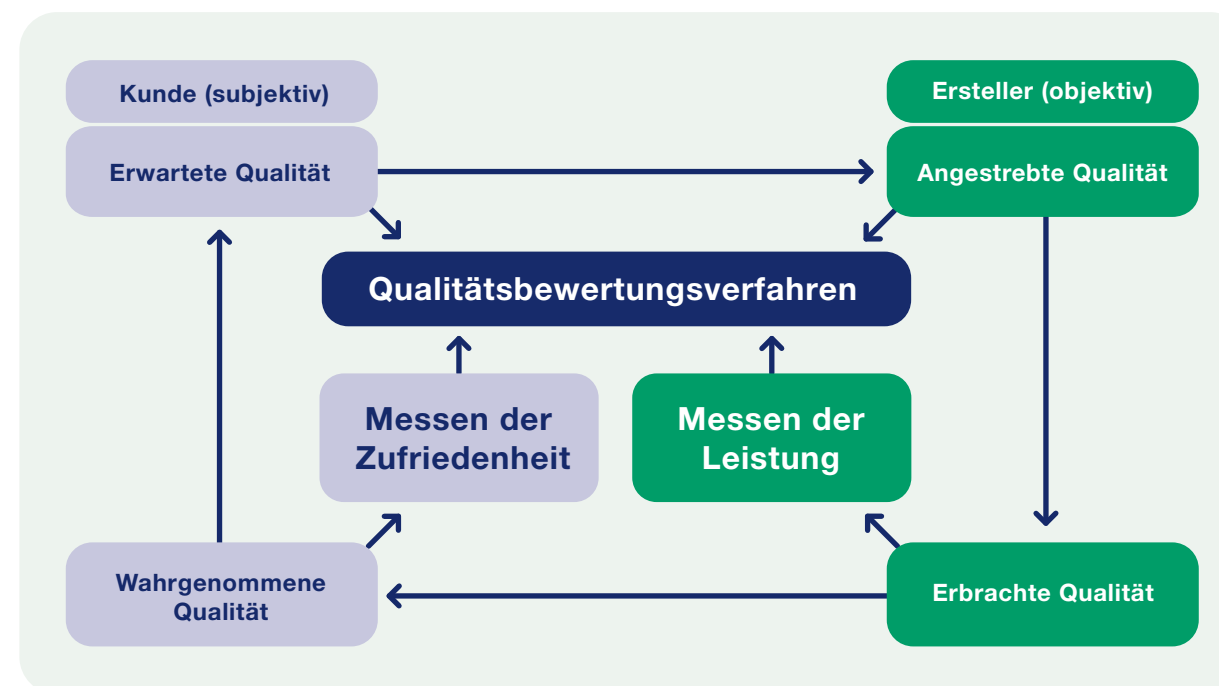 Kunde (subjektiv)
Ersteller (objektiv)
Erwartete Qualität
Angestrebte Qualität
Qualitätsbewertungsverfahren
Messen der
Zufriedenheit
Messen der
Leistung
Wahrgenommene
Qualität
Erbrachte Qualität